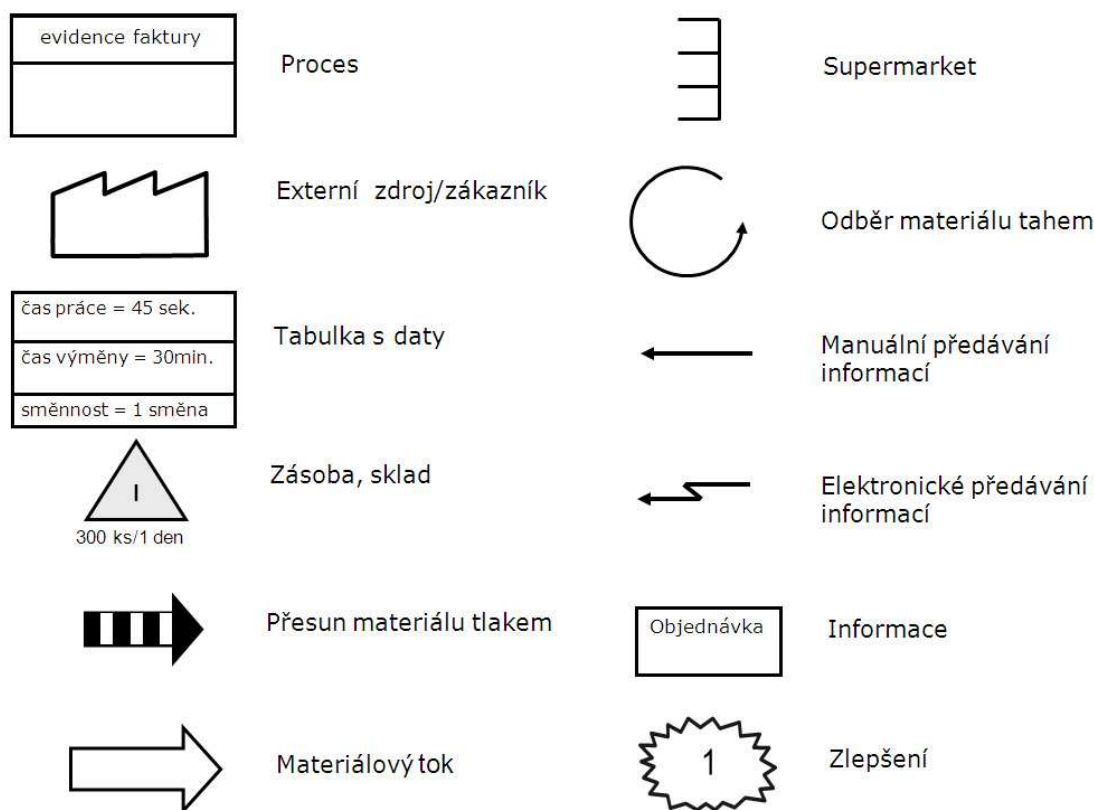 evidence faktury
Proces
Supermarket
Externí zdroj/zákazník
Odběr materiálu tahem
čas práce = 45 sek.
čas výměny = 30min.
směnnost = 1 směna
Tabulka s daty
Manuální předávání
informací
I
300 ks/1 den
Zásoba, sklad
Elektronické předávání
informací
Přesun materiálu tlakem
Objednávka
Informace
Materiálový tok
1
Zlepšení